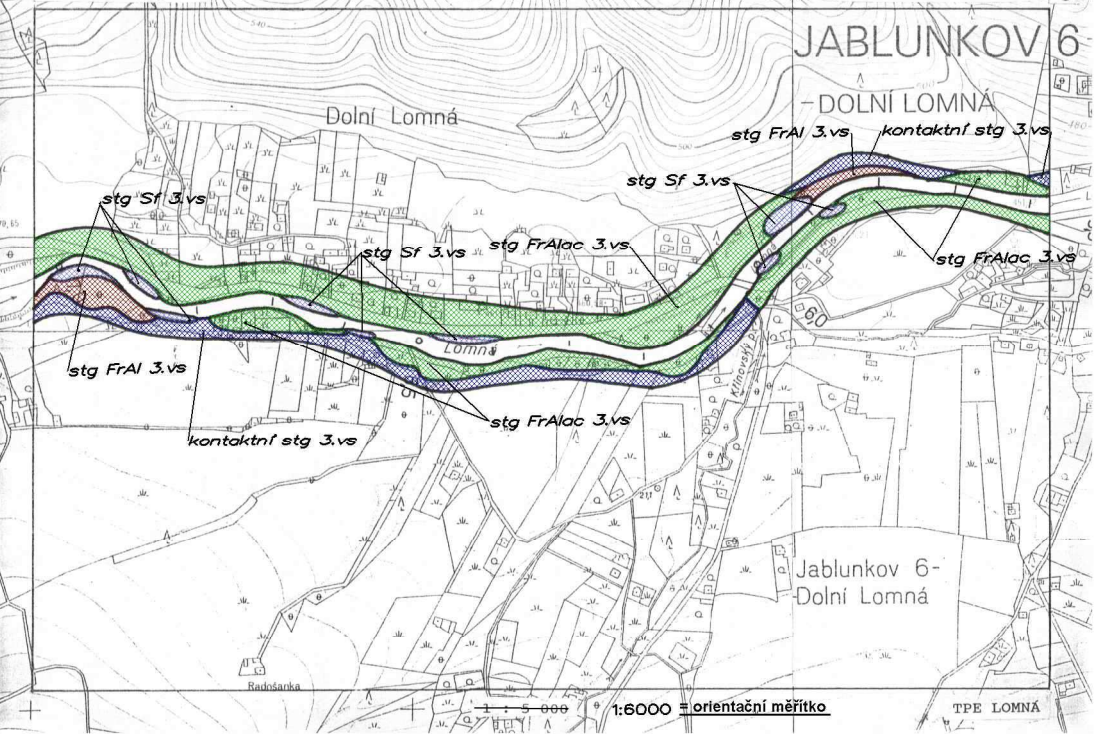 JABLUNKOV 6
-DOLNÍ LOMNÁ
Dolní Lomná
stg FrAl 3.vs
kontaktní stg 3.vs
stg Sf 3.vs
stg Sf 3.vs
stg Sf 3.vs
stg FrAlac 3.vs
stg FrAlac 3.vs
60
Lomná
Křínovský p.
stg FrAl 3.vs
stg FrAlac 3.vs
kontaktní stg 3.vs
Jablunkov 6-
Dolní Lomná
Radošanka
1 : 5 000
1:6000 = orientační měřítko
TPE LOMNÁ